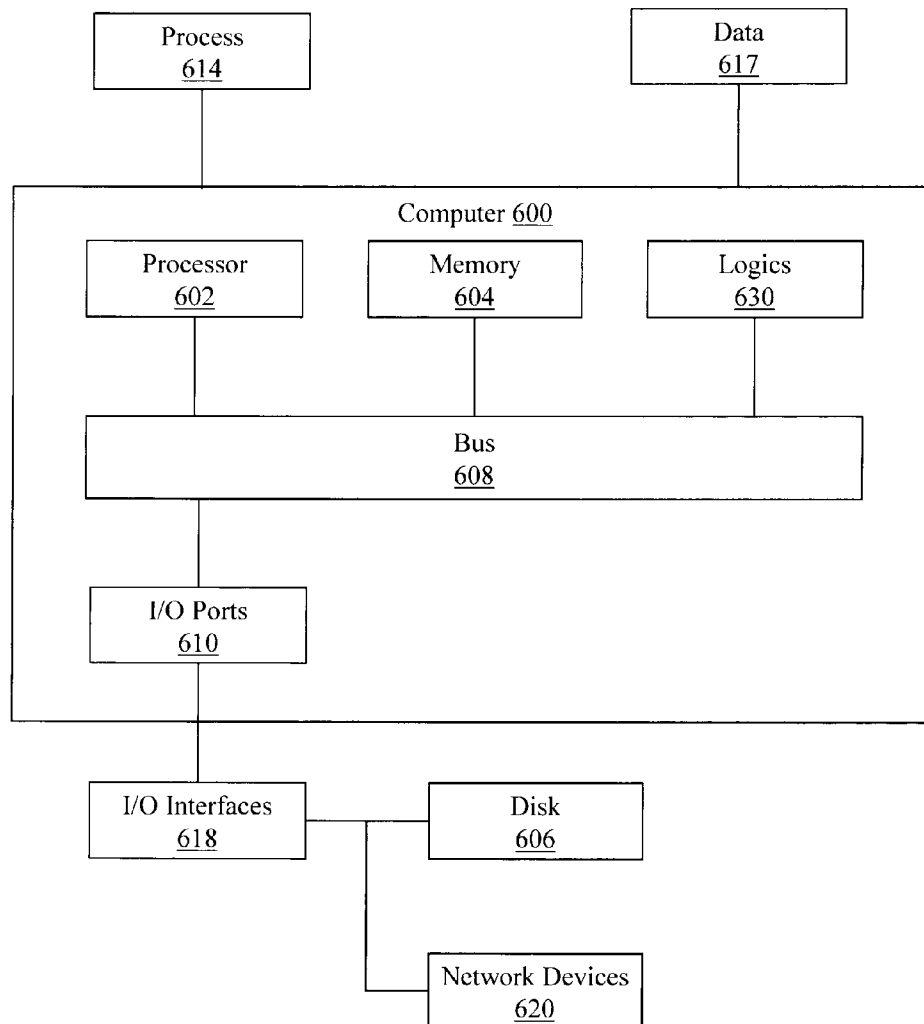 Process
614
Data
617
Computer 600
Processor
602
Memory
604
Logics
630
Bus
608
I/O Ports
610
I/O Interfaces
618
Disk
606
Network Devices
620